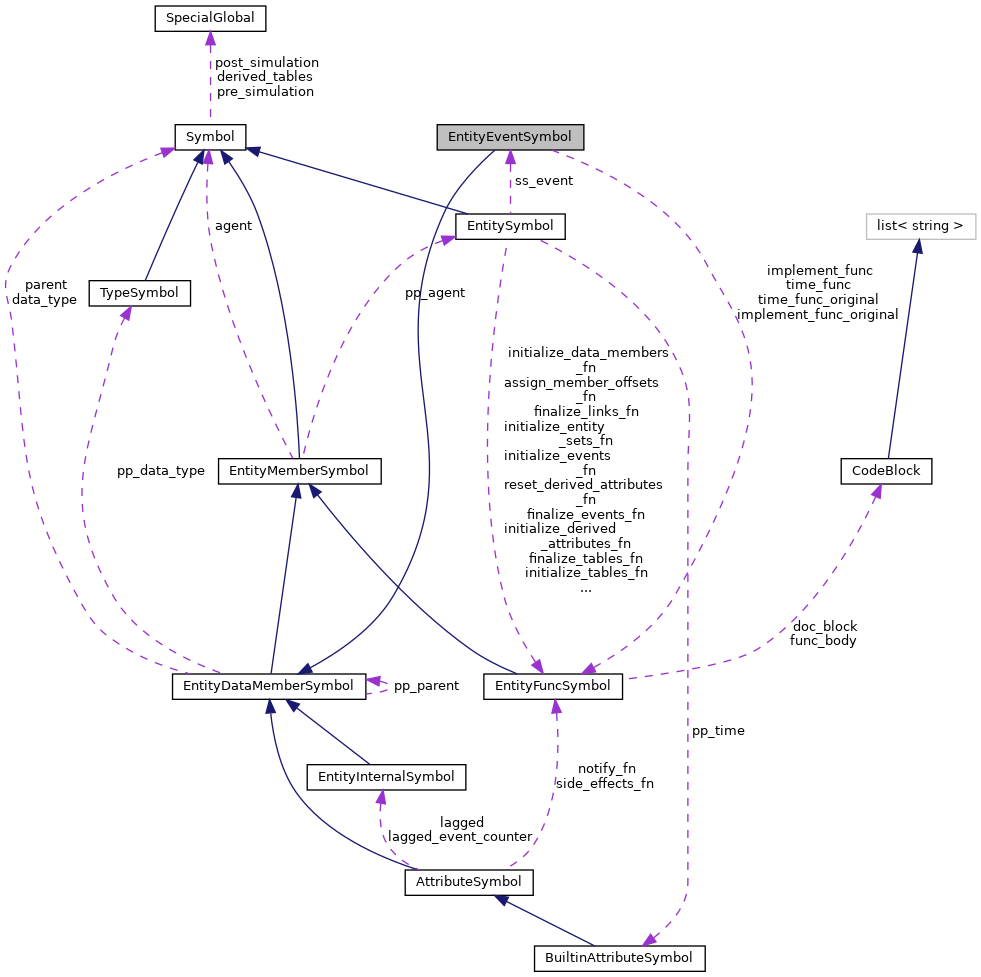 SpecialGlobal
post_simulation
derived_tables
pre_simulation
Symbol
EntityEventSymbol
ss_event
agent
EntitySymbol
list< string >
parent
data_type
TypeSymbol
pp_agent
implement_func
time_func
time_func_original
implement_func_original
initialize_data_members
_fn
assign_member_offsets
_fn
finalize_links_fn
initialize_entity
_sets_fn
initialize_events
_fn
reset_derived_attributes
_fn
finalize_events_fn
initialize_derived
_attributes_fn
finalize_tables_fn
initialize_tables_fn
...
pp_data_type
EntityMemberSymbol
CodeBlock
doc_block
func_body
EntityDataMemberSymbol
pp_parent
EntityFuncSymbol
pp_time
EntityInternalSymbol
notify_fn
side_effects_fn
lagged
lagged_event_counter
AttributeSymbol
BuiltinAttributeSymbol